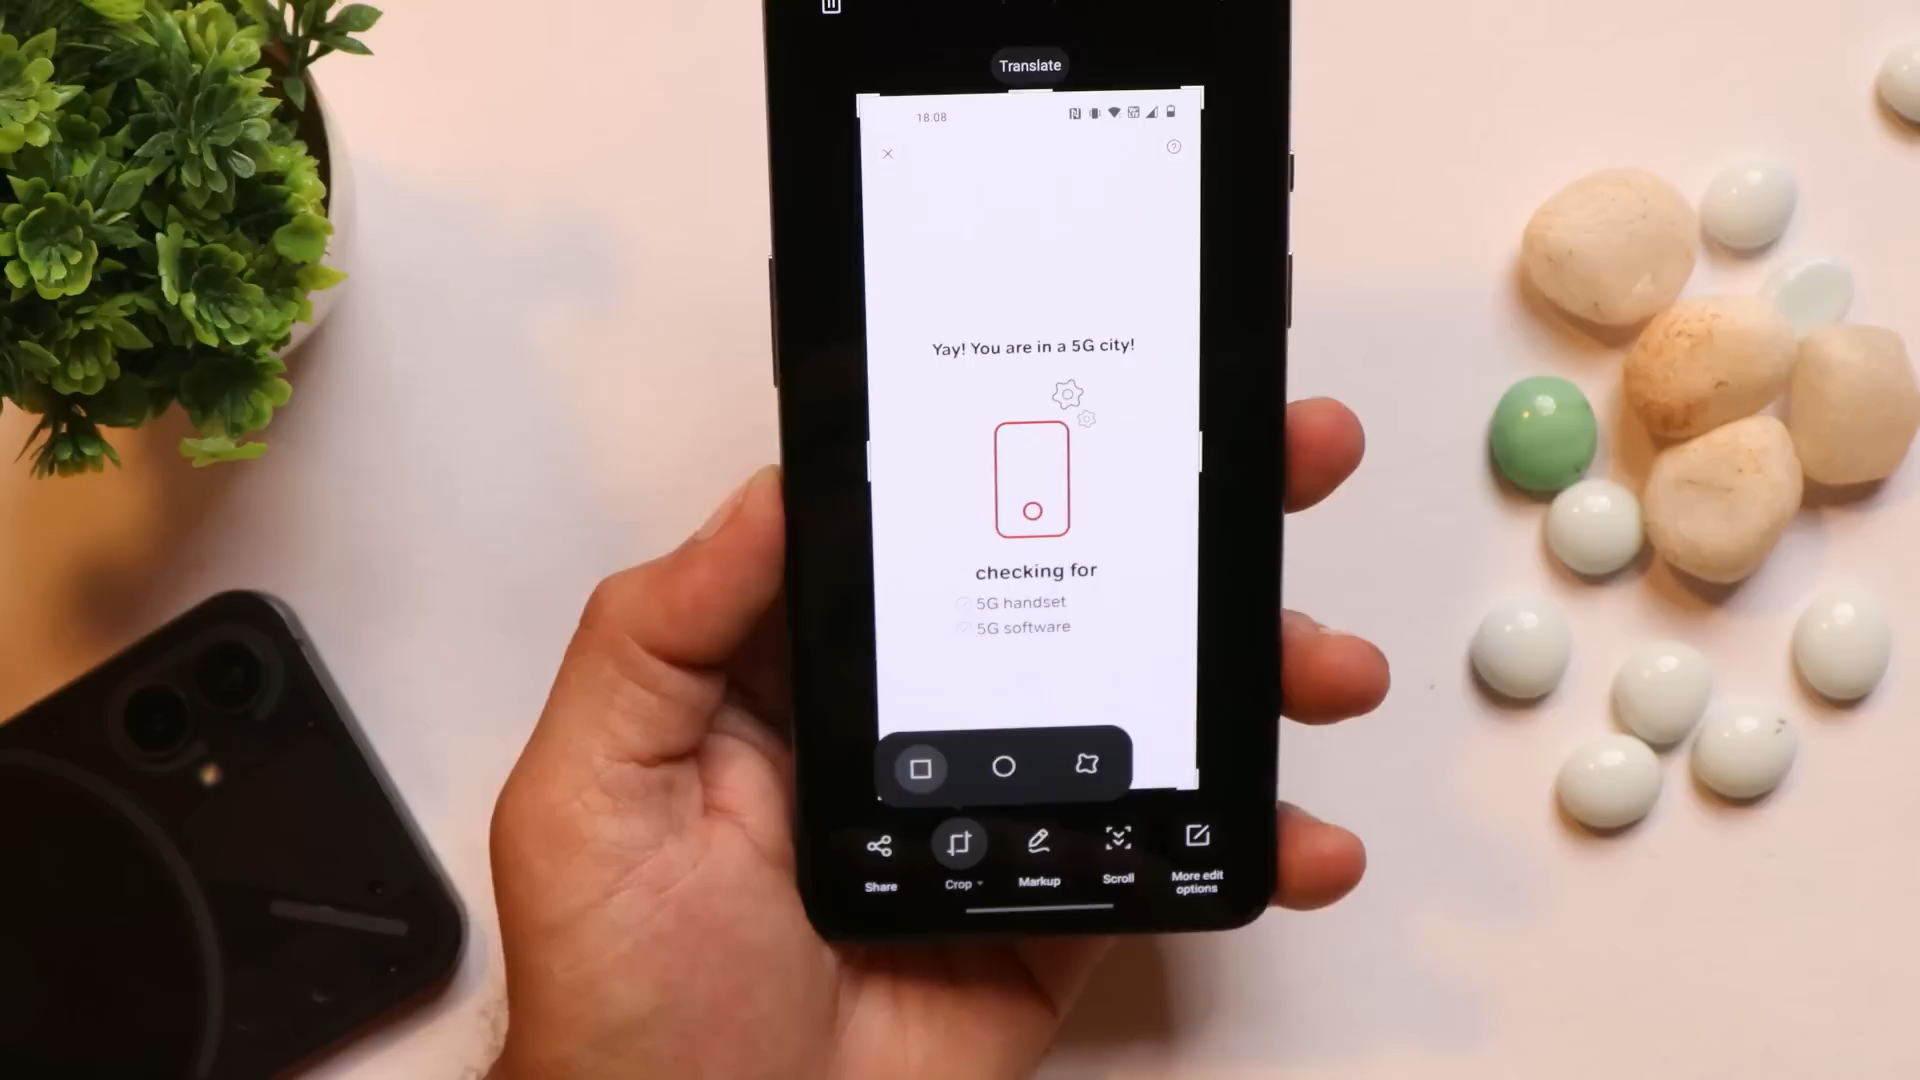 Translate
18:08
Yay! You are in a 5G city!
checking for
5G handset
5G software
Share
Crop
Markup
Scroll
More edit
options